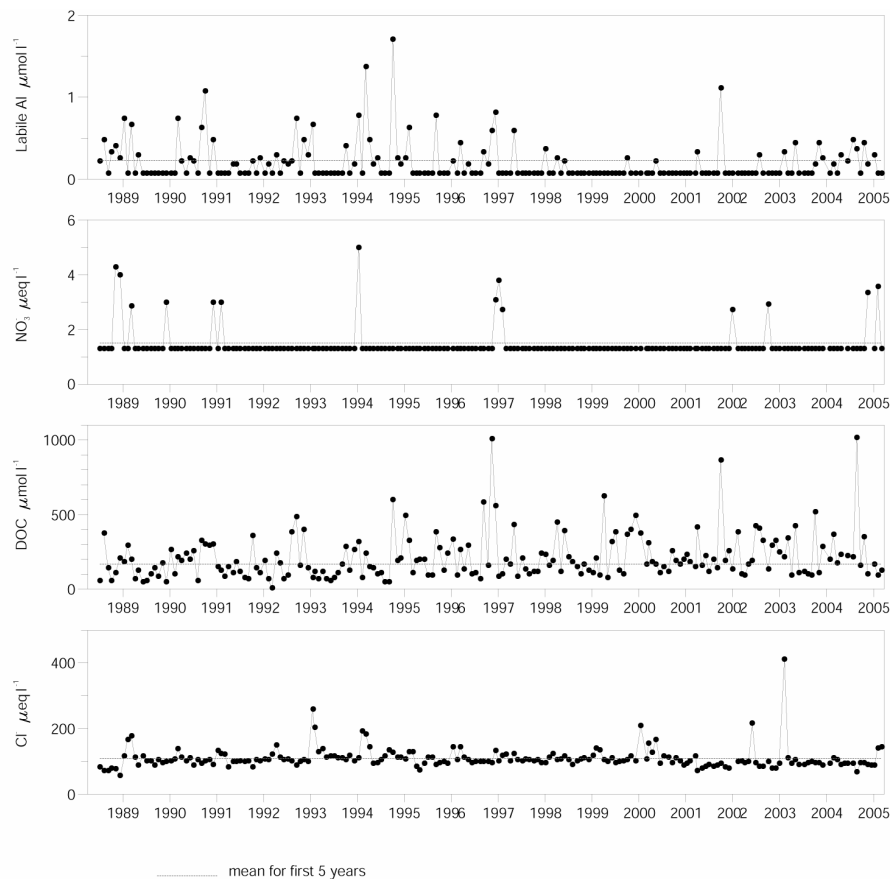 2
Labile Al μmol l⁻¹
1
0
1989 1990 1991 1992 1993 1994 1995 1996 1997 1998 1999 2000 2001 2002 2003 2004 2005
6
NO₃⁻ μeq l⁻¹
4
2
0
1989 1990 1991 1992 1993 1994 1995 1996 1997 1998 1999 2000 2001 2002 2003 2004 2005
1000
DOC μmol l⁻¹
500
0
1989 1990 1991 1992 1993 1994 1995 1996 1997 1998 1999 2000 2001 2002 2003 2004 2005
400
Cl⁻ μeq l⁻¹
200
0
1989 1990 1991 1992 1993 1994 1995 1996 1997 1998 1999 2000 2001 2002 2003 2004 2005
mean for first 5 years